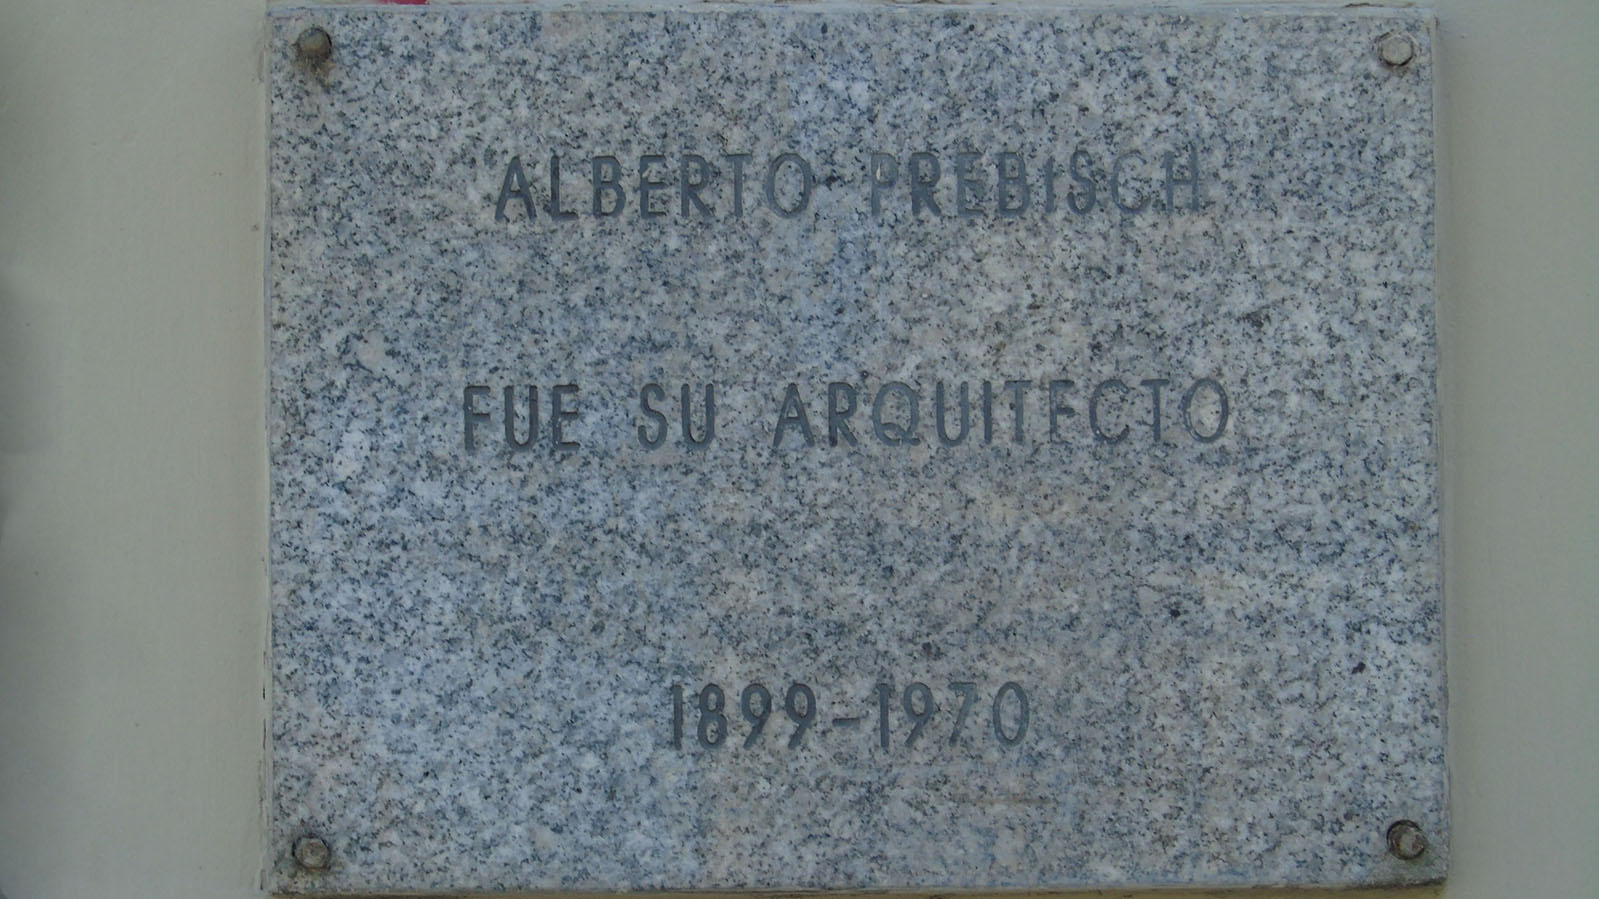 ALBERTO PREBISCH
FUE SU ARQUITECTO
1899-1970